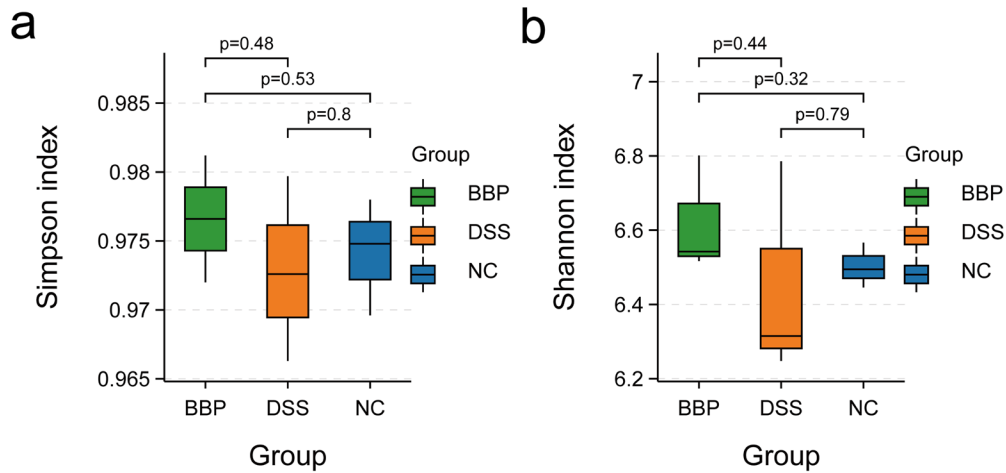 a
p=0.48
p=0.53
p=0.8
0.985
0.98
0.975
0.97
0.965
Simpson index
BBP DSS NC
Group
Group
BBP
DSS
NC
b
p=0.44
p=0.32
p=0.79
7
6.8
6.6
6.4
6.2
Shannon index
BBP DSS NC
Group
Group
BBP
DSS
NC